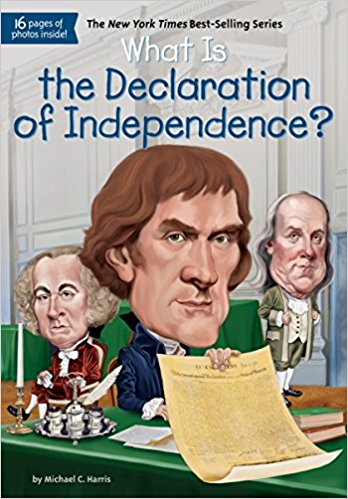 16 pages of
photos inside!
The New York Times Best-Selling Series
What Is
the Declaration
of Independence?
by Michael C. Harris